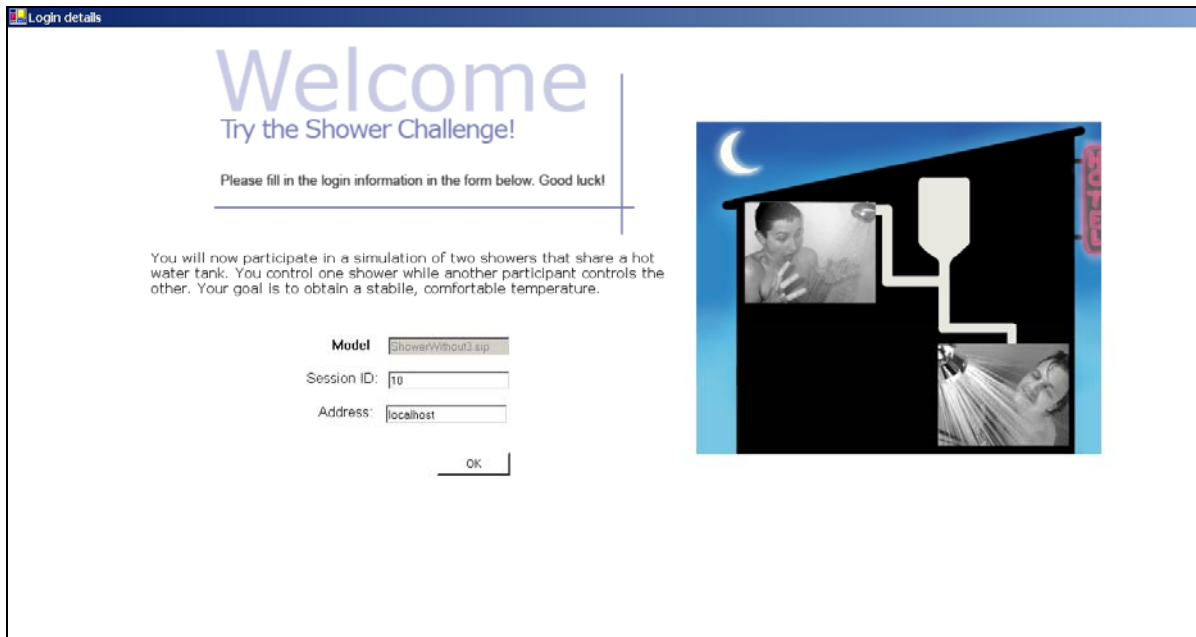 Login details
Welcome
Try the Shower Challenge!
Please fill in the login information in the form below. Good luck!
You will now participate in a simulation of two showers that share a hot
water tank. You control one shower while another participant controls the
other. Your goal is to obtain a stabile, comfortable temperature.
Model ShowerWithout3.sip
Session ID: 10
Address: localhost
OK
HOTEL